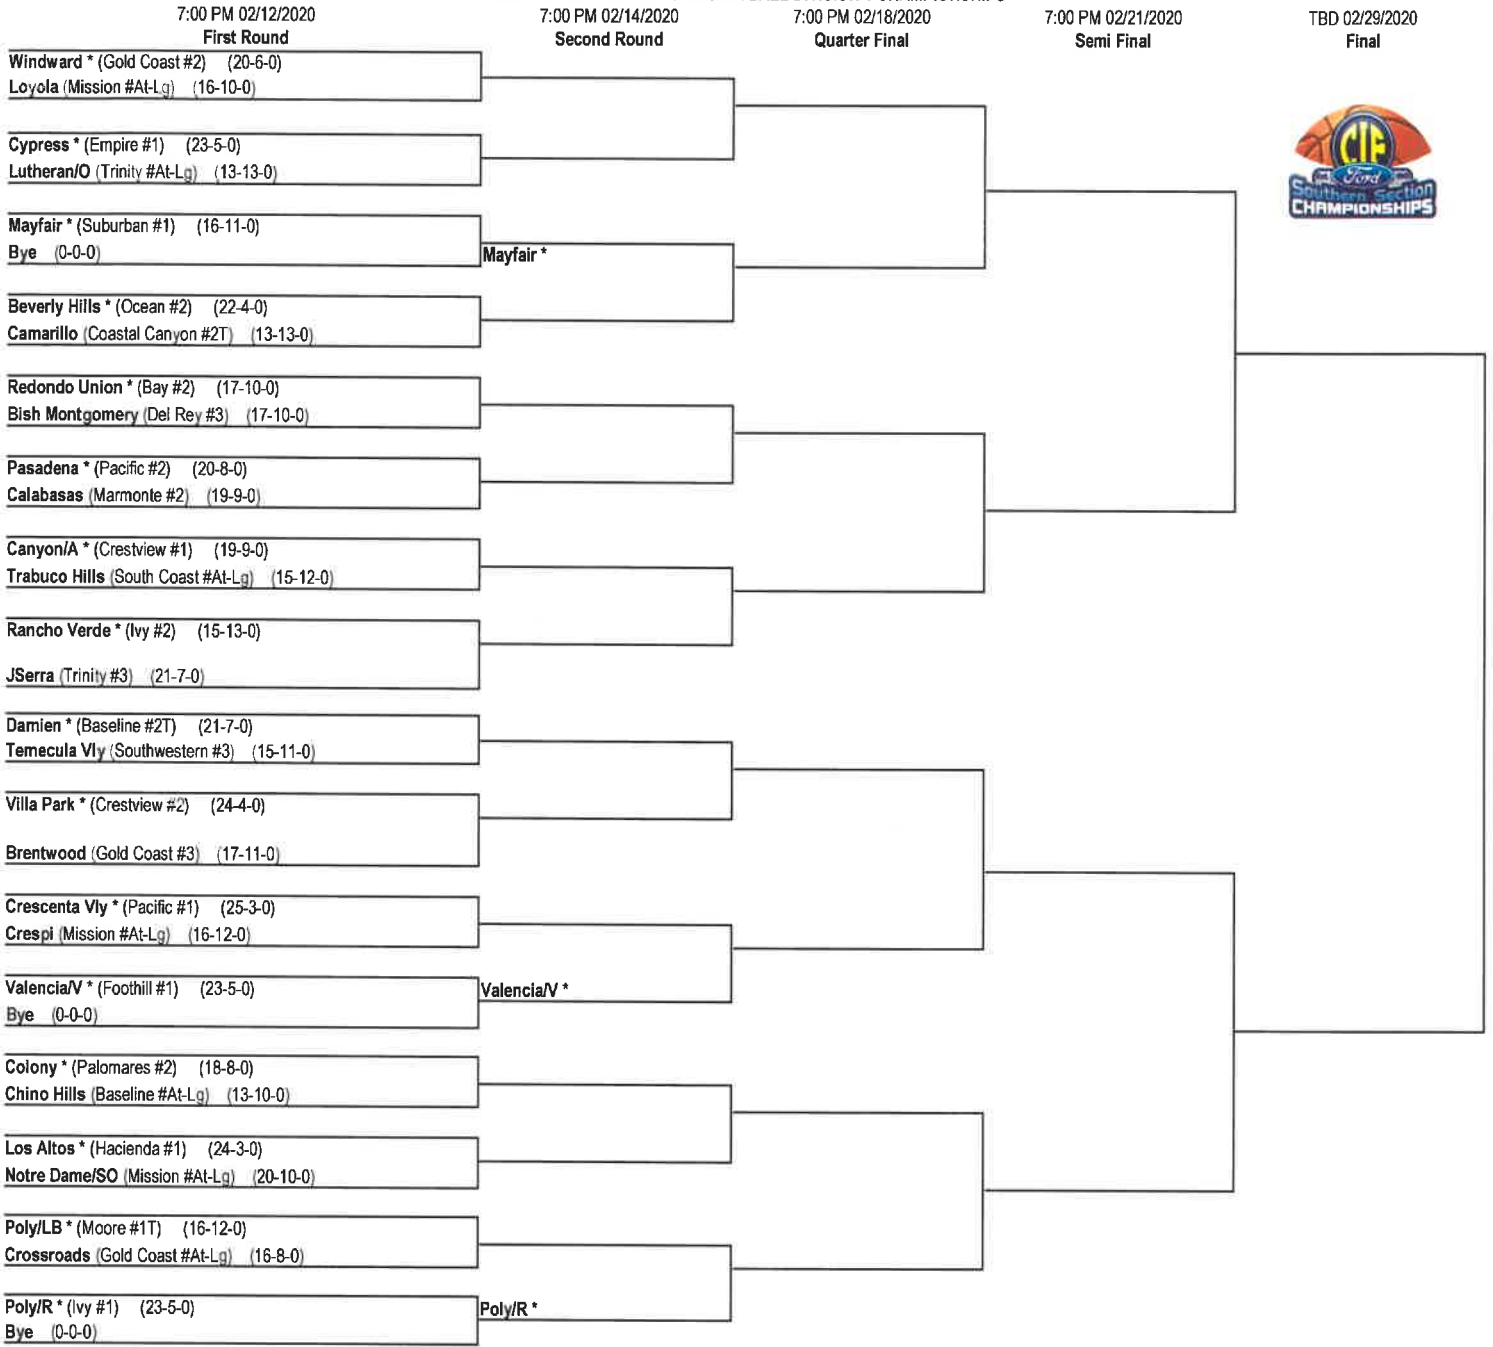 7:00 PM 02/12/2020 7:00 PM 02/14/2020 7:00 PM 02/18/2020 7:00 PM 02/21/2020 TBD 02/29/2020
First Round Second Round Quarter Final Semi Final Final
Windward * (Gold Coast #2) (20-6-0)
Loyola (Mission #At-Lg) (16-10-0)
Cypress * (Empire #1) (23-5-0)
Lutheran/O (Trinity #At-Lg) (13-13-0)
Mayfair * (Suburban #1) (16-11-0)
Bye (0-0-0)
Mayfair *
Beverly Hills * (Ocean #2) (22-4-0)
Camarillo (Coastal Canyon #2T) (13-13-0)
Redondo Union * (Bay #2) (17-10-0)
Bish Montgomery (Del Rey #3) (17-10-0)
Pasadena * (Pacific #2) (20-8-0)
Calabasas (Marmonte #2) (19-9-0)
Canyon/A * (Crestview #1) (19-9-0)
Trabuco Hills (South Coast #At-Lg) (15-12-0)
Rancho Verde * (Ivy #2) (15-13-0)
JSerra (Trinity #3) (21-7-0)
Damien * (Baseline #2T) (21-7-0)
Temecula Vly (Southwestern #3) (15-11-0)
Villa Park * (Crestview #2) (24-4-0)
Brentwood (Gold Coast #3) (17-11-0)
Crescenta Vly * (Pacific #1) (25-3-0)
Crespi (Mission #At-Lg) (16-12-0)
Valencia/V * (Foothill #1) (23-5-0)
Bye (0-0-0)
Valencia/V *
Colony * (Palomares #2) (18-8-0)
Chino Hills (Baseline #At-Lg) (13-10-0)
Los Altos * (Hacienda #1) (24-3-0)
Notre Dame/SO (Mission #At-Lg) (20-10-0)
Poly/LB * (Moore #1T) (16-12-0)
Crossroads (Gold Coast #At-Lg) (16-8-0)
Poly/R * (Ivy #1) (23-5-0)
Bye (0-0-0)
Poly/R *
CIF
Ford
Southern Section
CHAMPIONSHIPS